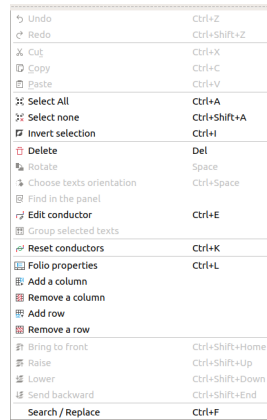 Undo Ctrl+Z
Redo Ctrl+Shift+Z
Cut Ctrl+X
Copy Ctrl+C
Paste Ctrl+V
Select All Ctrl+A
Select none Ctrl+Shift+A
Invert selection Ctrl+I
Delete Del
Rotate Space
Choose texts orientation Ctrl+Space
Find in the panel
Edit conductor Ctrl+E
Group selected texts
Reset conductors Ctrl+K
Folio properties Ctrl+L
Add a column
Remove a column
Add row
Remove a row
Bring to front Ctrl+Shift+Home
Raise Ctrl+Shift+Up
Lower Ctrl+Shift+Down
Send backward Ctrl+Shift+End
Search / Replace Ctrl+F